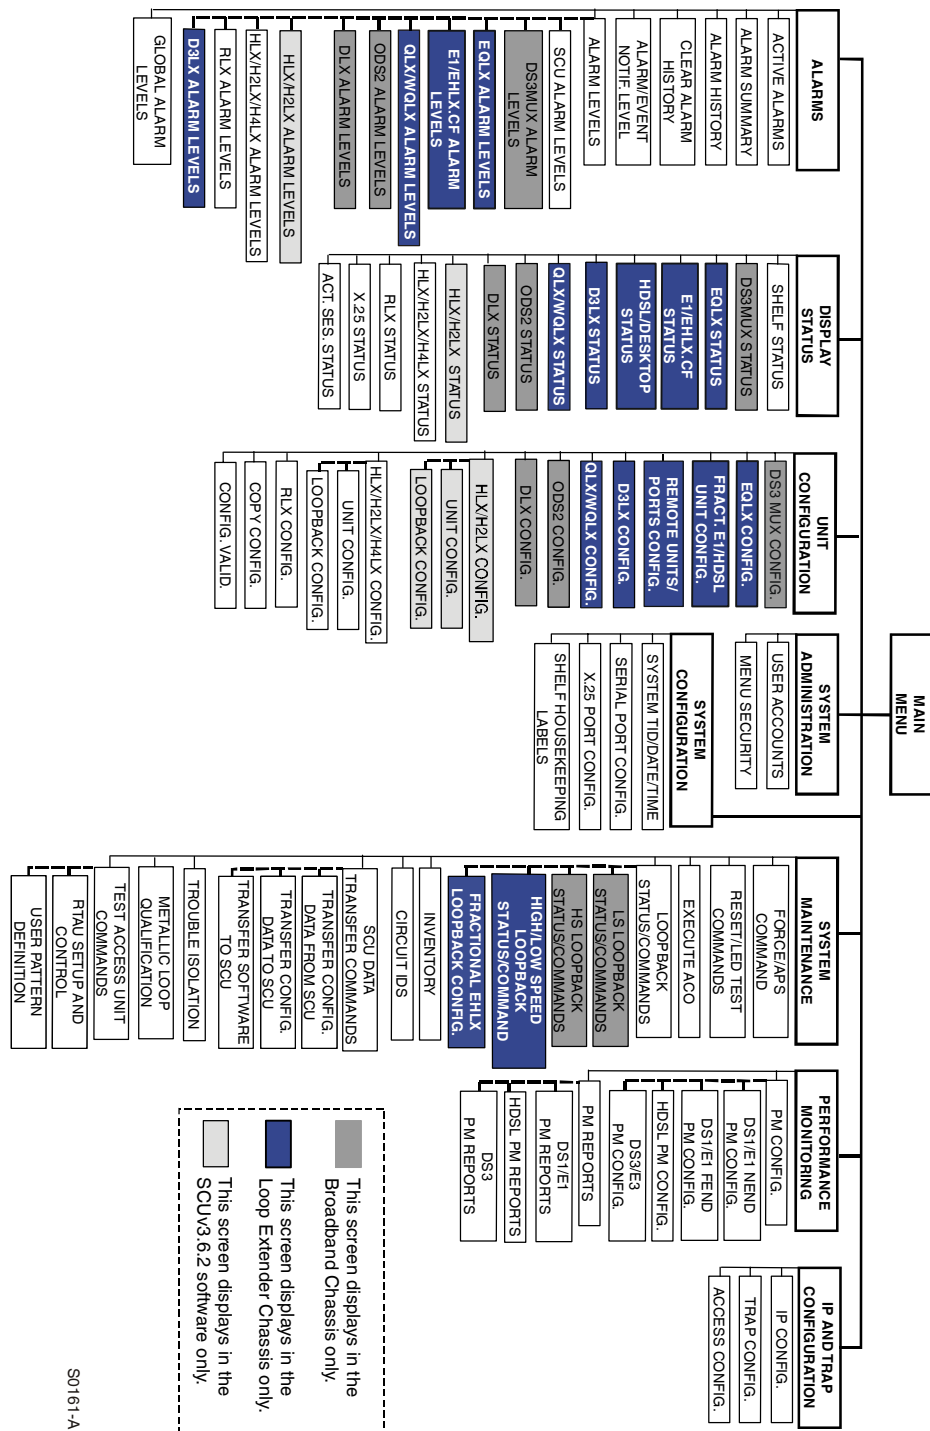 MAIN
MENU
ALARMS
ACTIVE ALARMS
ALARM SUMMARY
ALARM HISTORY
CLEAR ALARM
HISTORY
ALARM/EVENT
NOTIF. LEVEL
ALARM LEVELS
SCU ALARM LEVELS
DS3MUX ALARM
LEVELS
EQLX ALARM LEVELS
E1/EHLX.CF ALARM
LEVELS
QLX/WQLX ALARM LEVELS
ODS2 ALARM LEVELS
DLX ALARM LEVELS
HLX/H2LX ALARM LEVELS
HLX/H2LX/H4LX ALARM LEVELS
RLX ALARM LEVELS
D3LX ALARM LEVELS
GLOBAL ALARM
LEVELS
DISPLAY
STATUS
SHELF STATUS
DS3MUX STATUS
EQLX STATUS
E1/EHLX.CF
STATUS
HDSL/DESKTOP
STATUS
D3LX STATUS
QLX/WQLX STATUS
ODS2 STATUS
DLX STATUS
HLX/H2LX STATUS
HLX/H2LX/H4LX STATUS
RLX STATUS
X.25 STATUS
ACT. SES. STATUS
UNIT
CONFIGURATION
DS3 MUX CONFIG.
EQLX CONFIG.
FRACT. E1/HDSL
UNIT CONFIG.
REMOTE UNITS/
PORTS CONFIG.
D3LX CONFIG.
QLX/WQLX CONFIG.
ODS2 CONFIG.
DLX CONFIG.
HLX/H2LX CONFIG.
UNIT CONFIG.
LOOPBACK CONFIG.
HLX/H2LX/H4LX CONFIG.
UNIT CONFIG.
LOOPBACK CONFIG.
RLX CONFIG.
COPY CONFIG.
CONFIG. VALID.
SYSTEM
ADMINISTRATION
USER ACCOUNTS
MENU SECURITY
SYSTEM
CONFIGURATION
SYSTEM TID/DATE/TIME
SERIAL PORT CONFIG.
X.25 PORT CONFIG.
SHELF HOUSEKEEPING
LABELS
SYSTEM
MAINTENANCE
FORCE/APS
COMMAND
RESET/LED TEST
COMMANDS
EXECUTE ACO
LOOPBACK
STATUS/COMMANDS
LS LOOPBACK
STATUS/COMMANDS
HS LOOPBACK
STATUS/COMMANDS
HIGH/LOW SPEED
LOOPBACK
STATUS/COMMAND
FRACTIONAL EHLX
LOOPBACK CONFIG.
INVENTORY
CIRCUIT IDS
SCU DATA
TRANSFER COMMANDS
TRANSFER CONFIG.
DATA FROM SCU
TRANSFER CONFIG.
DATA TO SCU
TRANSFER SOFTWARE
TO SCU
TROUBLE ISOLATION
METALLIC LOOP
QUALIFICATION
TEST ACCESS UNIT
COMMANDS
RTAU SETUP AND
CONTROL
USER PATTERN
DEFINITION
PERFORMANCE
MONITORING
PM CONFIG.
DS1/E1 NEND
PM CONFIG.
DS1/E1 FEND
PM CONFIG.
HDSL PM CONFIG.
DS3/E3
PM CONFIG.
PM REPORTS
DS1/E1
PM REPORTS
HDSL PM REPORTS
DS3
PM REPORTS
IP AND TRAP
CONFIGURATION
IP CONFIG.
TRAP CONFIG.
ACCESS CONFIG.
This screen displays in the
Broadband Chassis only.
This screen displays in the
Loop Extender Chassis only.
This screen displays in the
SCUv3.6.2 software only.
S0161-A